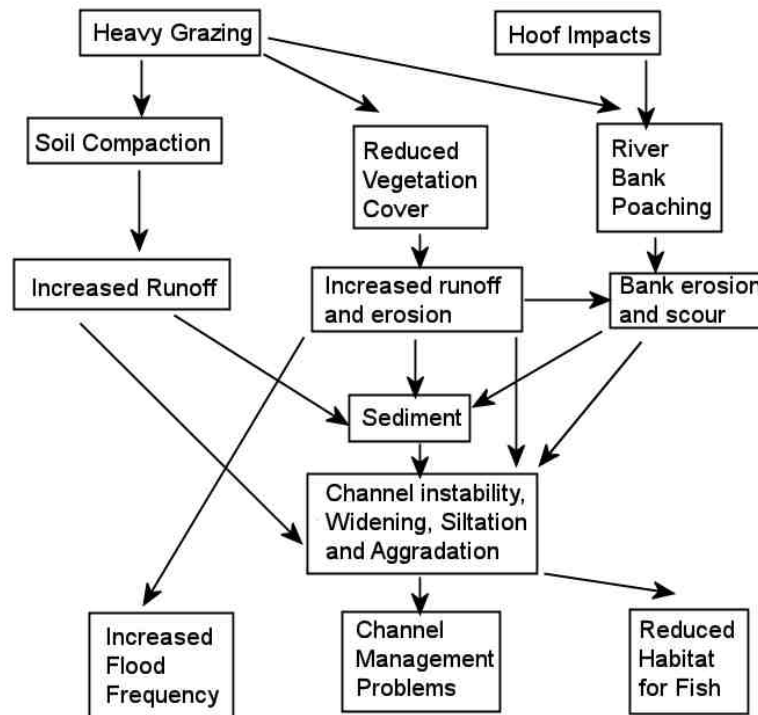 Heavy Grazing
Hoof Impacts
Soil Compaction
Reduced
Vegetation
Cover
River
Bank
Poaching
Increased Runoff
Increased runoff
and erosion
Bank erosion
and scour
Sediment
Channel instability,
Widening, Siltation
and Aggradation
Increased
Flood
Frequency
Channel
Management
Problems
Reduced
Habitat
for Fish